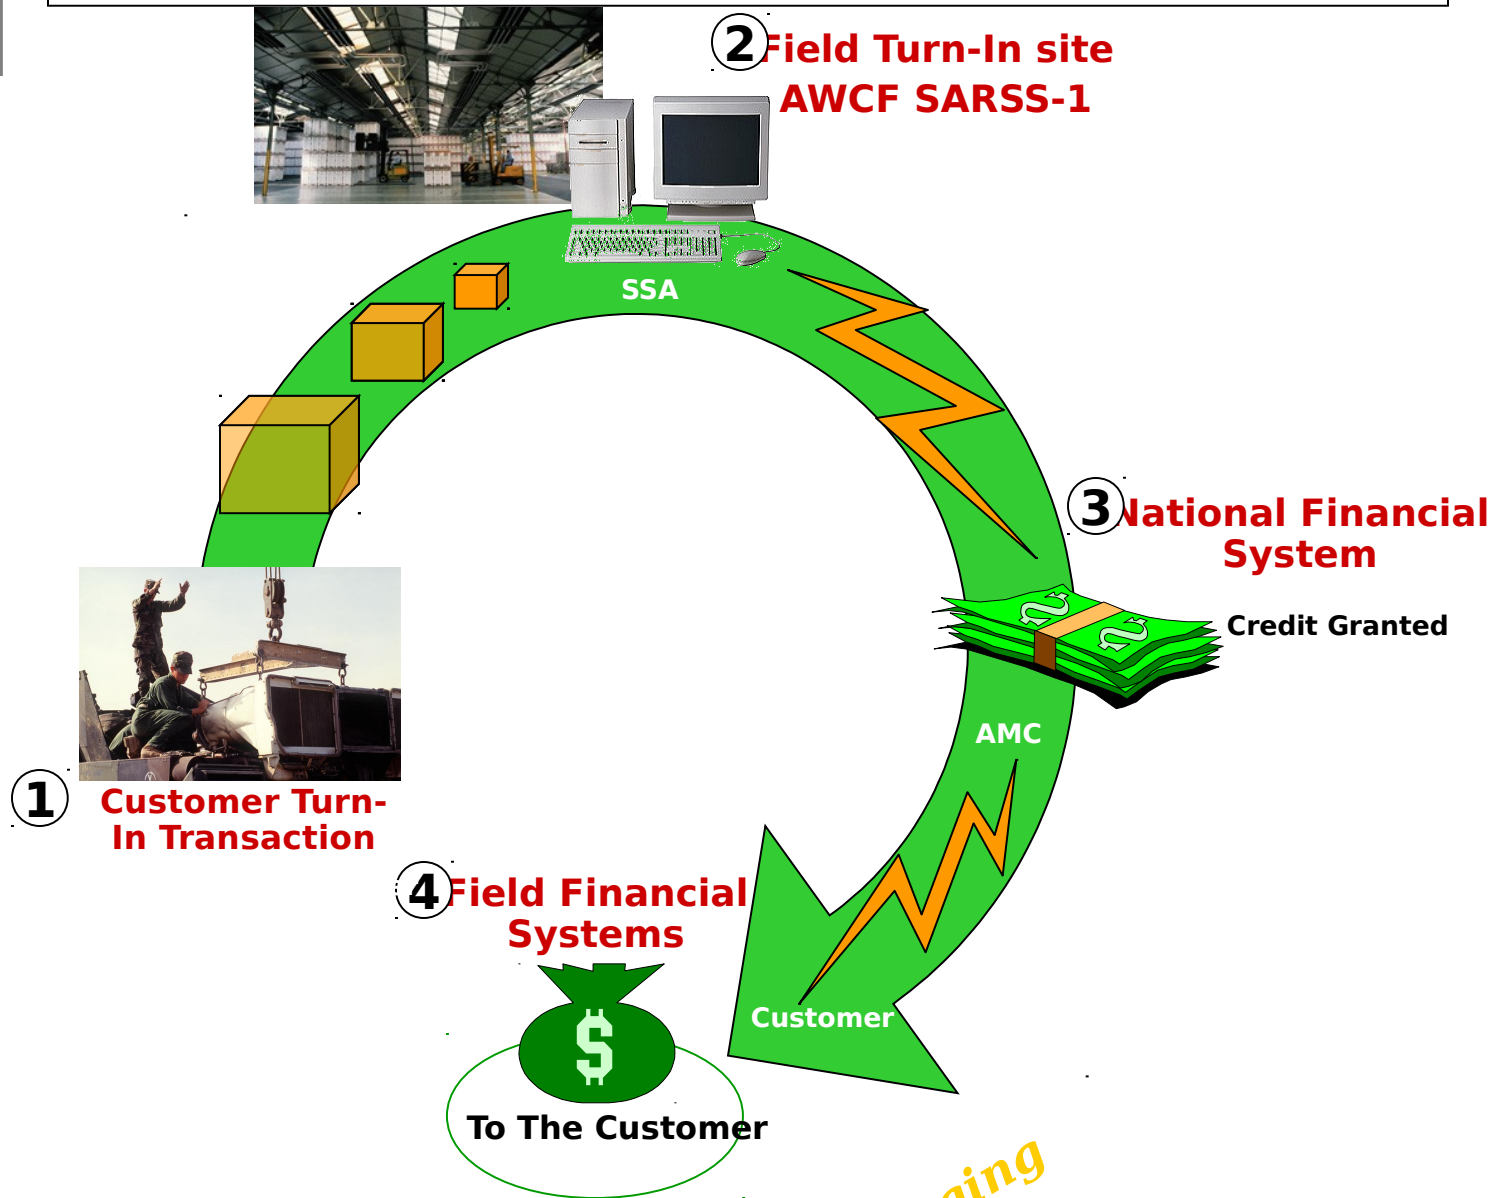 2
Field Turn-In site
AWCF SARSS-1
SSA
3
National Financial
System
Credit Granted
AMC
1
Customer Turn-
In Transaction
4
Field Financial
Systems
Customer
$
To The Customer